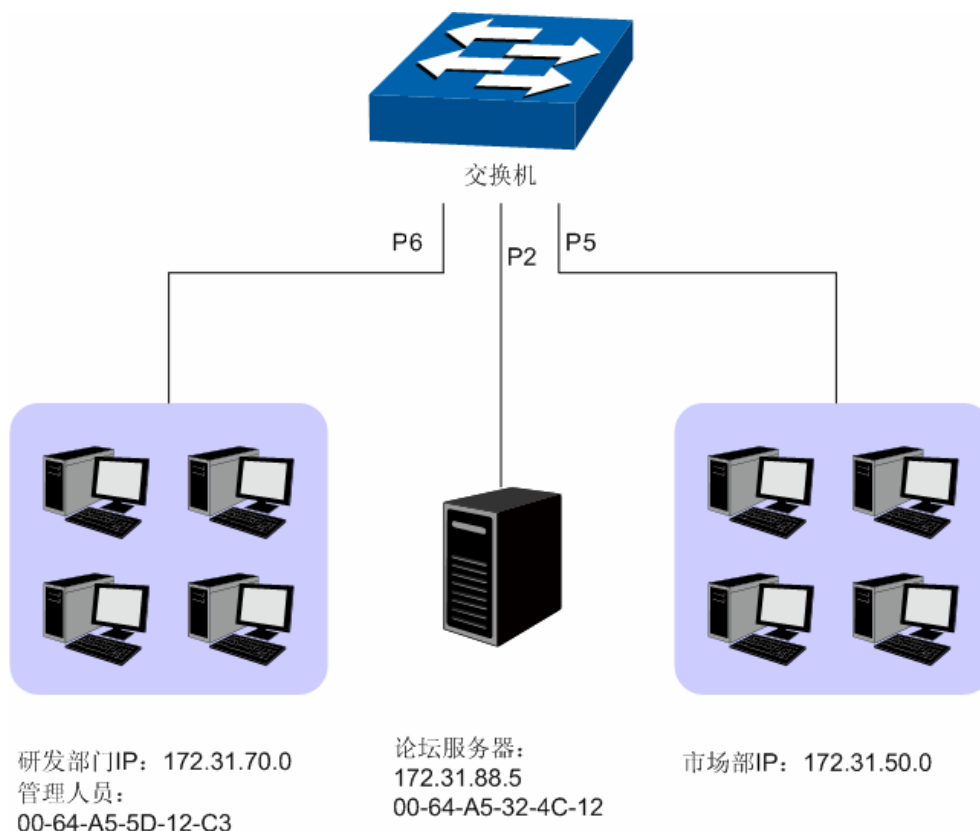 交换机
P6
P2
P5
研发部门IP：172.31.70.0
管理人员：
00-64-A5-5D-12-C3
论坛服务器：
172.31.88.5
00-64-A5-32-4C-12
市场部IP：172.31.50.0